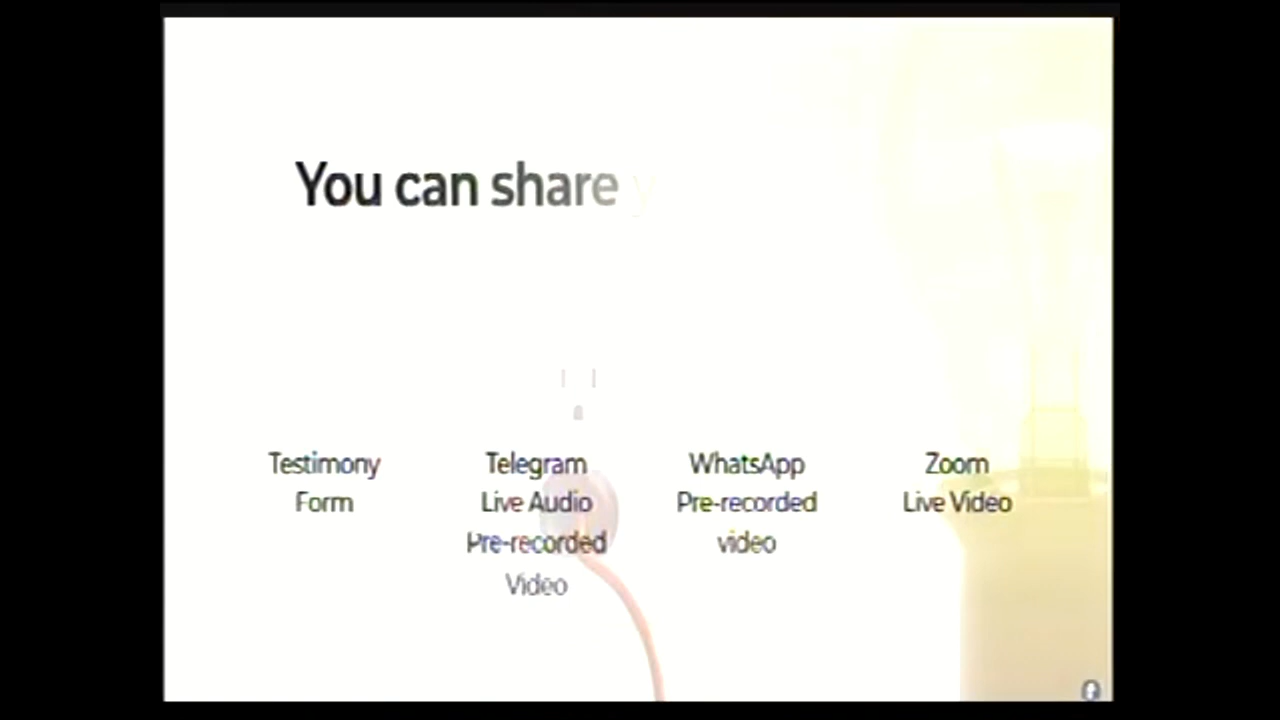 You can share y
Testimony
Form
Telegram
Live Audio
Pre-recorded
Video
WhatsApp
Pre-recorded
video
Zoom
Live Video